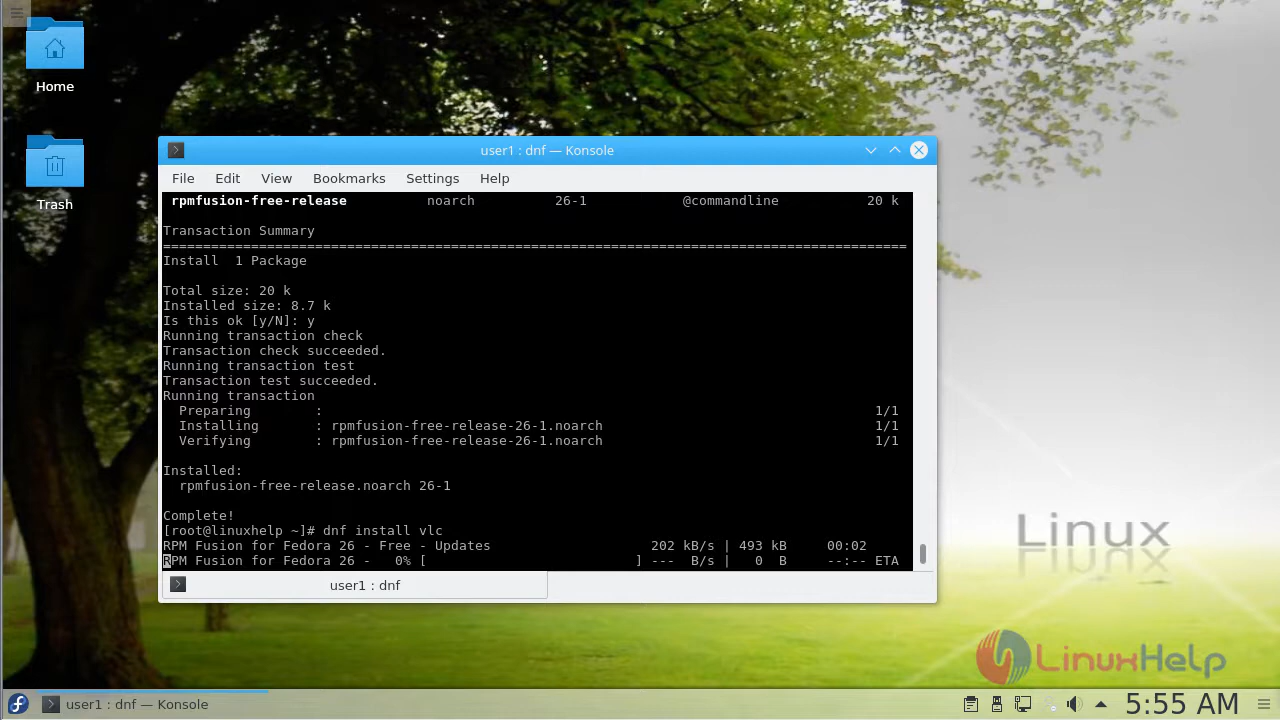 Home
Trash
user1 : dnf — Konsole
File Edit View Bookmarks Settings Help
rpmfusion-free-release noarch 26-1 @commandline 20 k
Transaction Summary
================================================================================
Install 1 Package
Total size: 20 k
Installed size: 8.7 k
Is this ok [y/N]: y
Running transaction check
Transaction check succeeded.
Running transaction test
Transaction test succeeded.
Running transaction
Preparing : 1/1
Installing : rpmfusion-free-release-26-1.noarch 1/1
Verifying : rpmfusion-free-release-26-1.noarch 1/1
Installed:
rpmfusion-free-release.noarch 26-1
Complete!
[root@linuxhelp ~]# dnf install vlc
RPM Fusion for Fedora 26 - Free - Updates 202 kB/s | 493 kB 00:02
RPM Fusion for Fedora 26 - 0% [ ] --- B/s | 0 B --:-- ETA
user1 : dnf
Linux
LinuxHelp
user1 : dnf — Konsole
5:55 AM